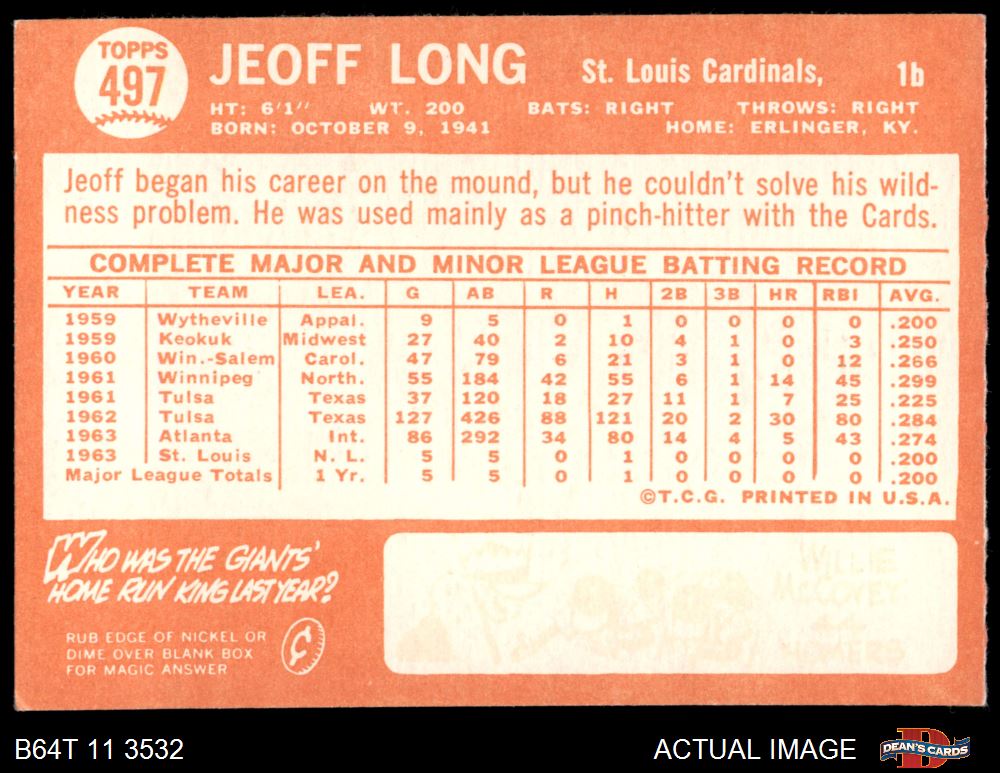 TOPPS
497
JEOFF LONG St. Louis Cardinals, 1b
HT: 6'1" WT. 200 BATS: RIGHT THROWS: RIGHT
BORN: OCTOBER 9, 1941 HOME: ERLINGER, KY.
Jeoff began his career on the mound, but he couldn't solve his wild-
ness problem. He was used mainly as a pinch-hitter with the Cards.
COMPLETE MAJOR AND MINOR LEAGUE BATTING RECORD
YEAR TEAM LEA. G AB R H 2B 3B HR RBI AVG.
1959 Wytheville Appal. 9 5 0 1 0 0 0 0 .200
1959 Keokuk Midwest 27 40 2 10 4 1 0 3 .250
1960 Win.-Salem Carol. 47 79 6 21 3 1 0 12 .266
1961 Winnipeg North. 55 184 42 55 6 1 14 45 .299
1961 Tulsa Texas 37 120 18 27 11 1 7 25 .225
1962 Tulsa Texas 127 426 88 121 20 2 30 80 .284
1963 Atlanta Int. 86 292 34 80 14 4 5 43 .274
1963 St. Louis N. L. 5 5 0 1 0 0 0 0 .200
Major League Totals 1 Yr. 5 5 0 1 0 0 0 0 .200
©T.C.G. PRINTED IN U.S.A.
WHO WAS THE GIANTS'
HOME RUN KING LAST YEAR?
RUB EDGE OF NICKEL OR
DIME OVER BLANK BOX
FOR MAGIC ANSWER
¢
WILLIE
McCOVEY
44
HOMERS
B64T 11 3532 ACTUAL IMAGE DEAN'S CARDS